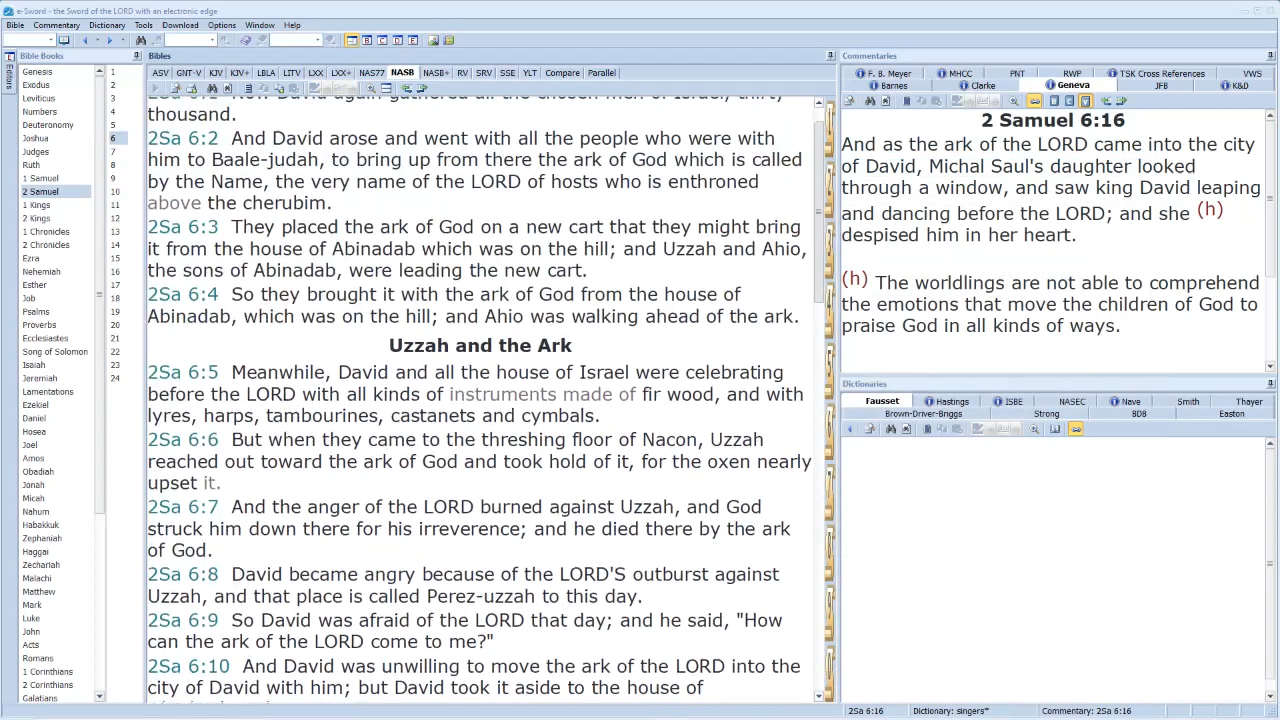 e-Sword - the Sword of the LORD with an electronic edge
Bible Commentary Dictionary Tools Download Options Window Help
B C D E
Editors
Bible Books
Genesis
Exodus
Leviticus
Numbers
Deuteronomy
Joshua
Judges
Ruth
1 Samuel
2 Samuel
1 Kings
2 Kings
1 Chronicles
2 Chronicles
Ezra
Nehemiah
Esther
Job
Psalms
Proverbs
Ecclesiastes
Song of Solomon
Isaiah
Jeremiah
Lamentations
Ezekiel
Daniel
Hosea
Joel
Amos
Obadiah
Jonah
Micah
Nahum
Habakkuk
Zephaniah
Haggai
Zechariah
Malachi
Matthew
Mark
Luke
John
Acts
Romans
1 Corinthians
2 Corinthians
Galatians
1
2
3
4
5
6
7
8
9
10
11
12
13
14
15
16
17
18
19
20
21
22
23
24
Bibles
ASV GNT-V KJV KJV+ LBLA LITV LXX LXX+ NAS77 NASB NASB+ RV SRV SSE YLT Compare Parallel
thousand.
2Sa 6:2 And David arose and went with all the people who were with
him to Baale-judah, to bring up from there the ark of God which is called
by the Name, the very name of the LORD of hosts who is enthroned
above the cherubim.
2Sa 6:3 They placed the ark of God on a new cart that they might bring
it from the house of Abinadab which was on the hill; and Uzzah and Ahio,
the sons of Abinadab, were leading the new cart.
2Sa 6:4 So they brought it with the ark of God from the house of
Abinadab, which was on the hill; and Ahio was walking ahead of the ark.
Uzzah and the Ark
2Sa 6:5 Meanwhile, David and all the house of Israel were celebrating
before the LORD with all kinds of instruments made of fir wood, and with
lyres, harps, tambourines, castanets and cymbals.
2Sa 6:6 But when they came to the threshing floor of Nacon, Uzzah
reached out toward the ark of God and took hold of it, for the oxen nearly
upset it.
2Sa 6:7 And the anger of the LORD burned against Uzzah, and God
struck him down there for his irreverence; and he died there by the ark
of God.
2Sa 6:8 David became angry because of the LORD'S outburst against
Uzzah, and that place is called Perez-uzzah to this day.
2Sa 6:9 So David was afraid of the LORD that day; and he said, "How
can the ark of the LORD come to me?"
2Sa 6:10 And David was unwilling to move the ark of the LORD into the
city of David with him; but David took it aside to the house of
Commentaries
F. B. Meyer MHCC PNT RWP TSK Cross References VWS
Barnes Clarke Geneva JFB K&D
2 Samuel 6:16
And as the ark of the LORD came into the city
of David, Michal Saul's daughter looked
through a window, and saw king David leaping
and dancing before the LORD; and she (h)
despised him in her heart.
(h) The worldlings are not able to comprehend
the emotions that move the children of God to
praise God in all kinds of ways.
Dictionaries
Fausset Hastings ISBE NASEC Nave Smith Thayer
Brown-Driver-Briggs Strong BDB Easton
2Sa 6:16 Dictionary: singers" Commentary: 2Sa 6:16